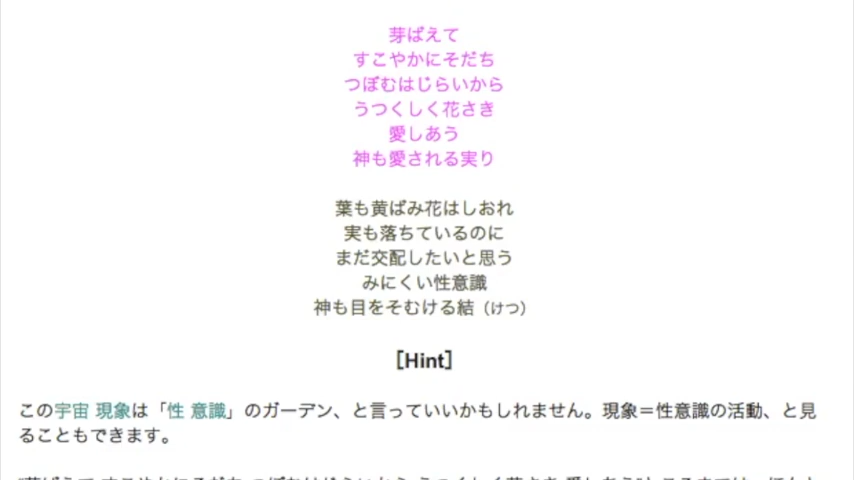 芽ばえて
すこやかにそだち
つぼむはじらいから
うつくしく花さき
愛しあう
神も愛される実り
葉も黄ばみ花はしおれ
実も落ちているのに
まだ交配したいと思う
みにくい性意識
神も目をそむける結（けつ）
［Hint］
この宇宙 現象は「性 意識」のガーデン、と言っていいかもしれません。現象＝性意識の活動、と見
ることもできます。